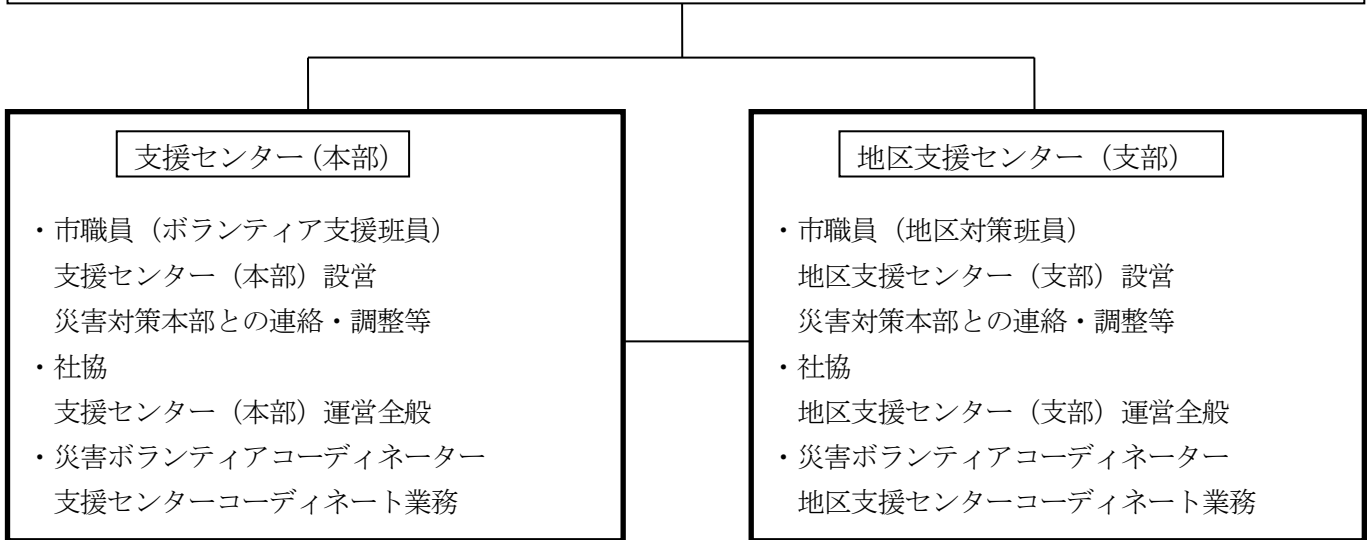 支援センター（本部）
・市職員（ボランティア支援班員）
支援センター（本部）設営
災害対策本部との連絡・調整等
・社協
支援センター（本部）運営全般
・災害ボランティアコーディネーター
支援センターコーディネート業務
地区支援センター（支部）
・市職員（地区対策班員）
地区支援センター（支部）設営
災害対策本部との連絡・調整等
・社協
地区支援センター（支部）運営全般
・災害ボランティアコーディネーター
地区支援センターコーディネート業務